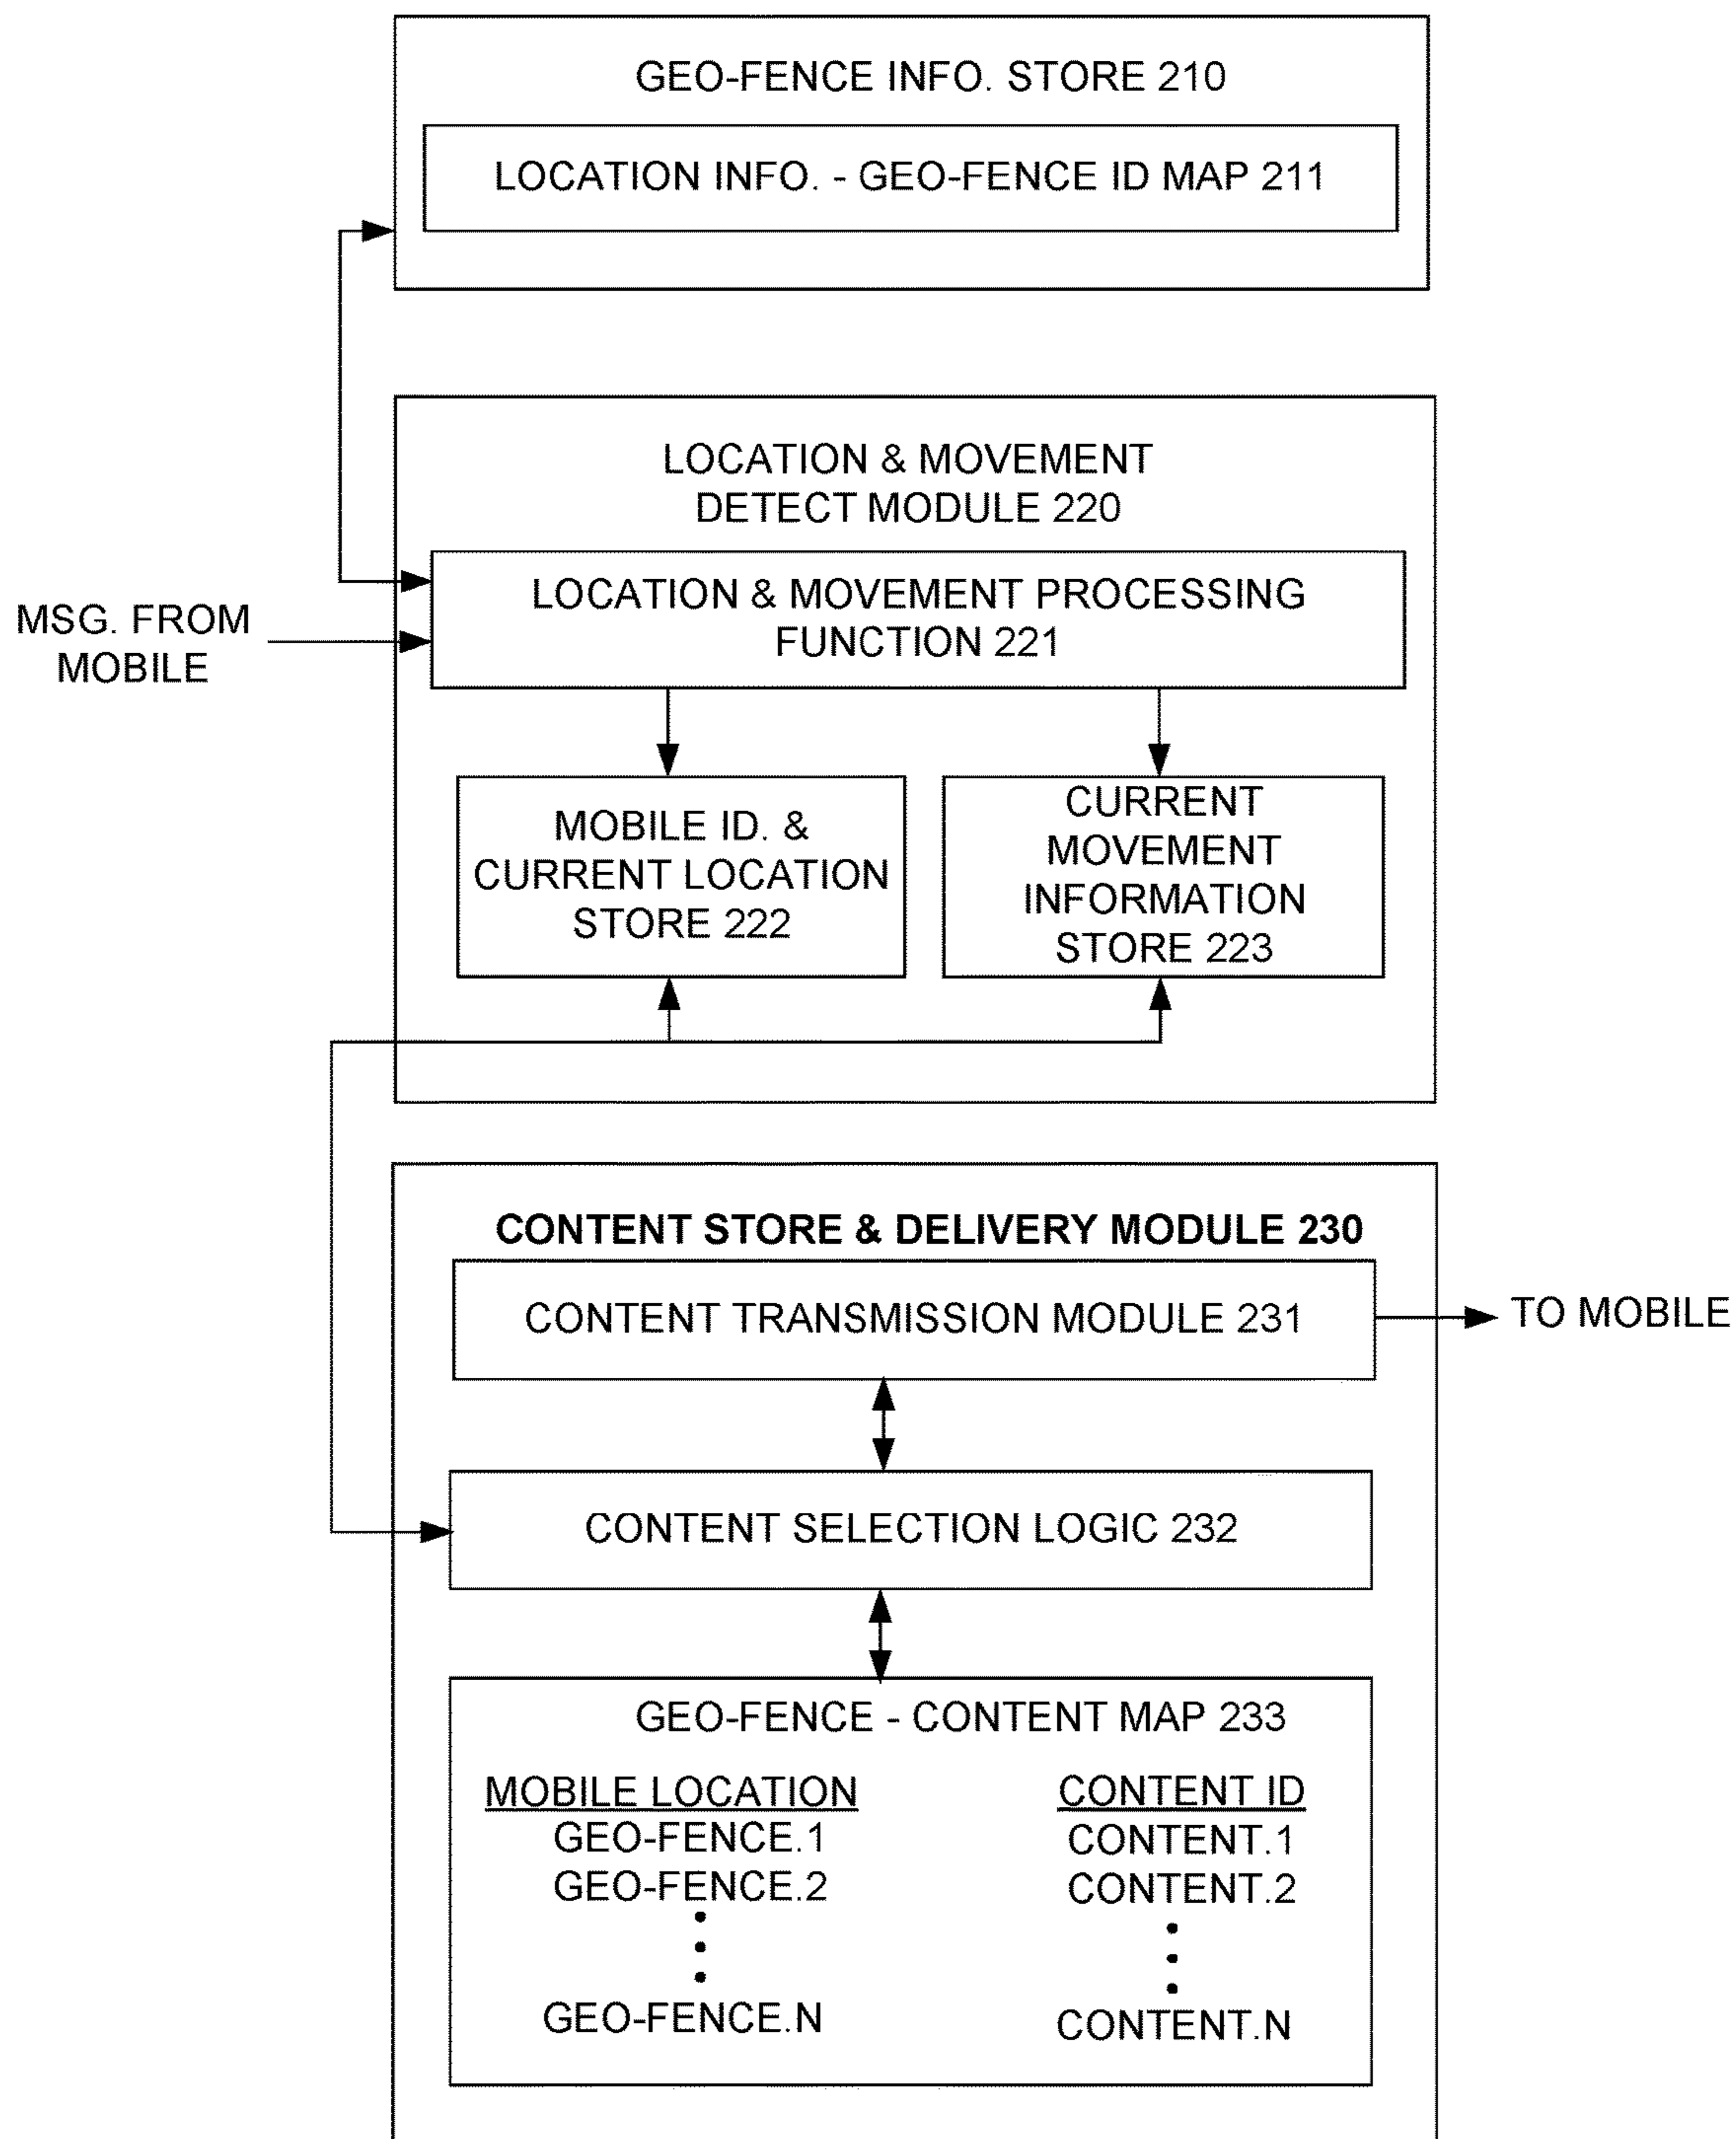 GEO-FENCE INFO. STORE 210
LOCATION INFO. - GEO-FENCE ID MAP 211
LOCATION & MOVEMENT
DETECT MODULE 220
MSG. FROM
MOBILE
LOCATION & MOVEMENT PROCESSING
FUNCTION 221
MOBILE ID. &
CURRENT LOCATION
STORE 222
CURRENT
MOVEMENT
INFORMATION
STORE 223
CONTENT STORE & DELIVERY MODULE 230
CONTENT TRANSMISSION MODULE 231
TO MOBILE
CONTENT SELECTION LOGIC 232
GEO-FENCE - CONTENT MAP 233
MOBILE LOCATION CONTENT ID
GEO-FENCE.1 CONTENT.1
GEO-FENCE.2 CONTENT.2
GEO-FENCE.N CONTENT.N